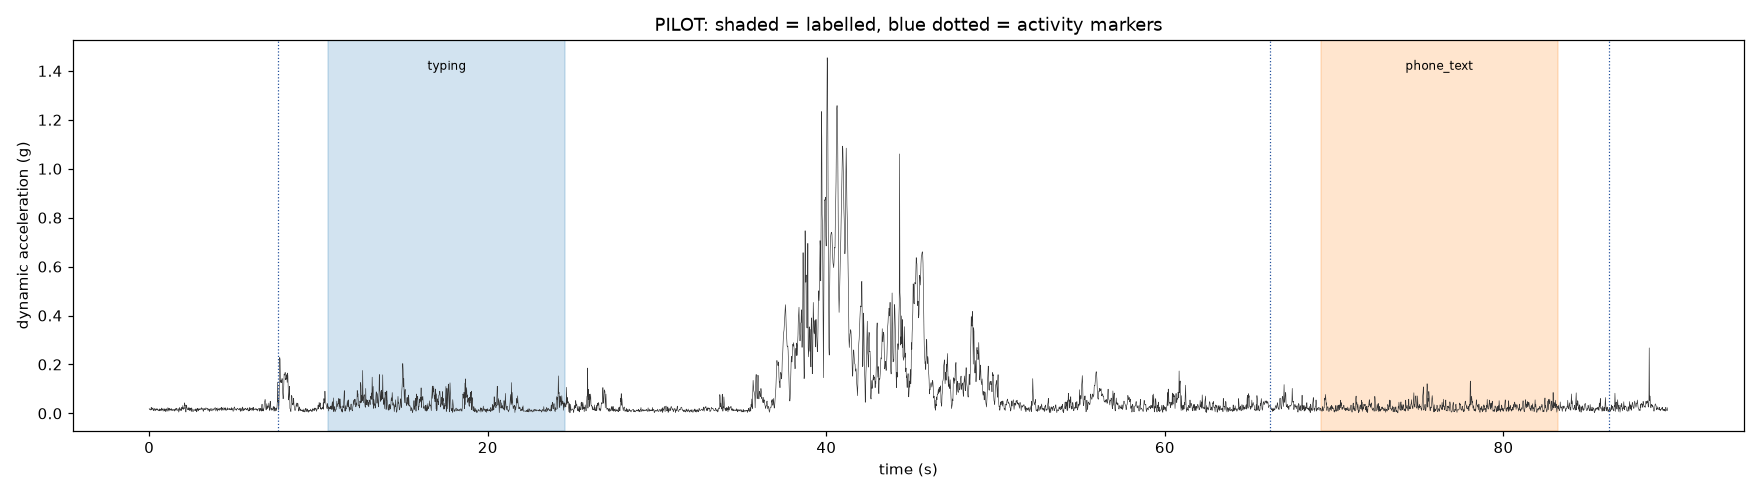 PILOT: shaded = labelled, blue dotted = activity markers
typing
phone_text
dynamic acceleration (g)
1.4
1.2
1.0
0.8
0.6
0.4
0.2
0.0
0 20 40 60 80
time (s)